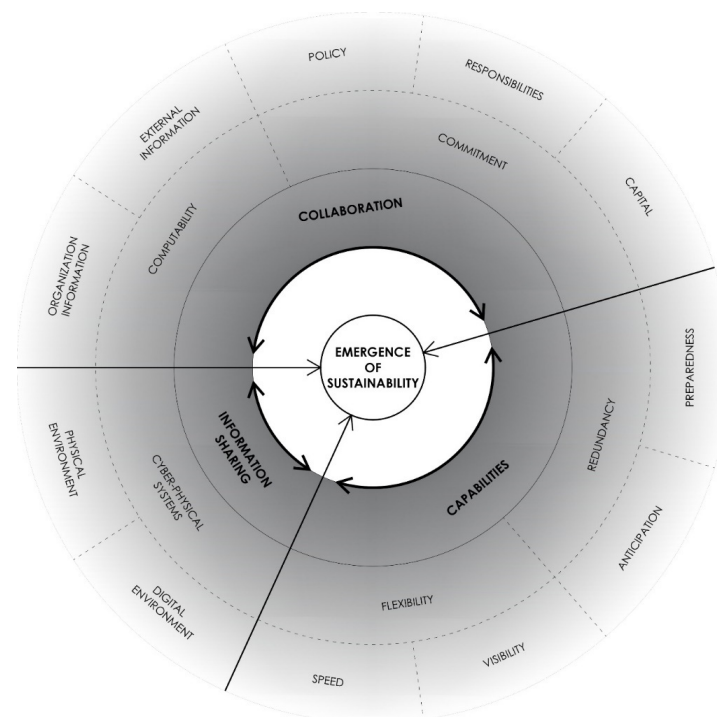 POLICY
RESPONSIBILITIES
EXTERNAL
INFORMATION
COMMITMENT
CAPITAL
COLLABORATION
COMPUTABILITY
ORGANIZATION
INFORMATION
EMERGENCE
OF
SUSTAINABILITY
PREPAREDNESS
INFORMATION
SHARING
CAPABILITIES
REDUNDANCY
PHYSICAL
ENVIRONMENT
CYBER-PHYSICAL
SYSTEMS
ANTICIPATION
DIGITAL
ENVIRONMENT
FLEXIBILITY
VISIBILITY
SPEED